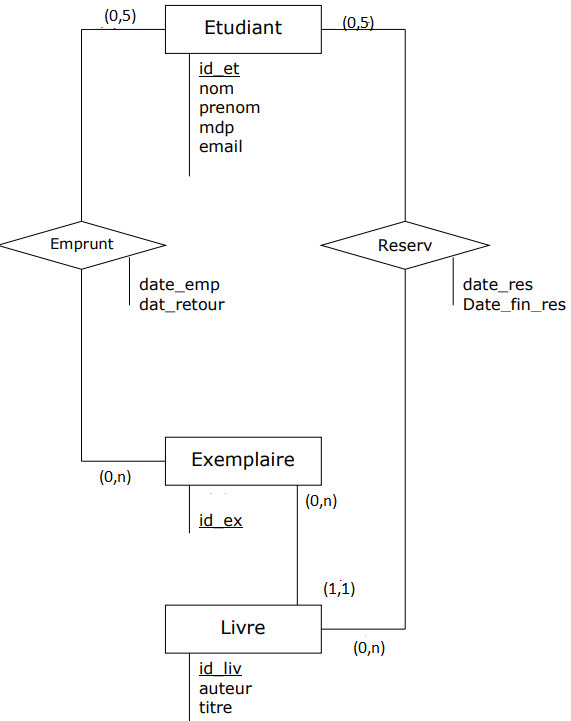 (0,5)
Etudiant
(0,5)
id_et
nom
prenom
mdp
email
Emprunt
Reserv
date_emp
dat_retour
date_res
Date_fin_res
Exemplaire
(0,n)
(0,n)
id_ex
(1,1)
Livre
(0,n)
id_liv
auteur
titre